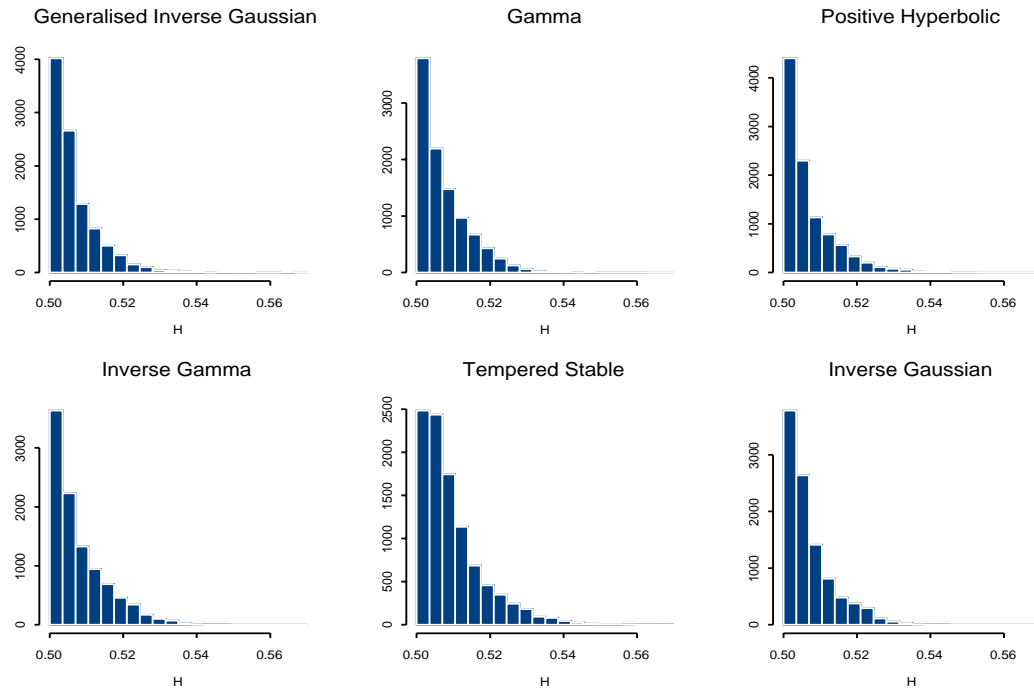 Generalised Inverse Gaussian
4000
3000
2000
1000
0
0.50 0.52 0.54 0.56
H
Gamma
3000
2000
1000
0
0.50 0.52 0.54 0.56
H
Positive Hyperbolic
4000
3000
2000
1000
0
0.50 0.52 0.54 0.56
H
Inverse Gamma
3000
2000
1000
0
0.50 0.52 0.54 0.56
H
Tempered Stable
2500
2000
1500
1000
500
0
0.50 0.52 0.54 0.56
H
Inverse Gaussian
3000
2000
1000
0
0.50 0.52 0.54 0.56
H